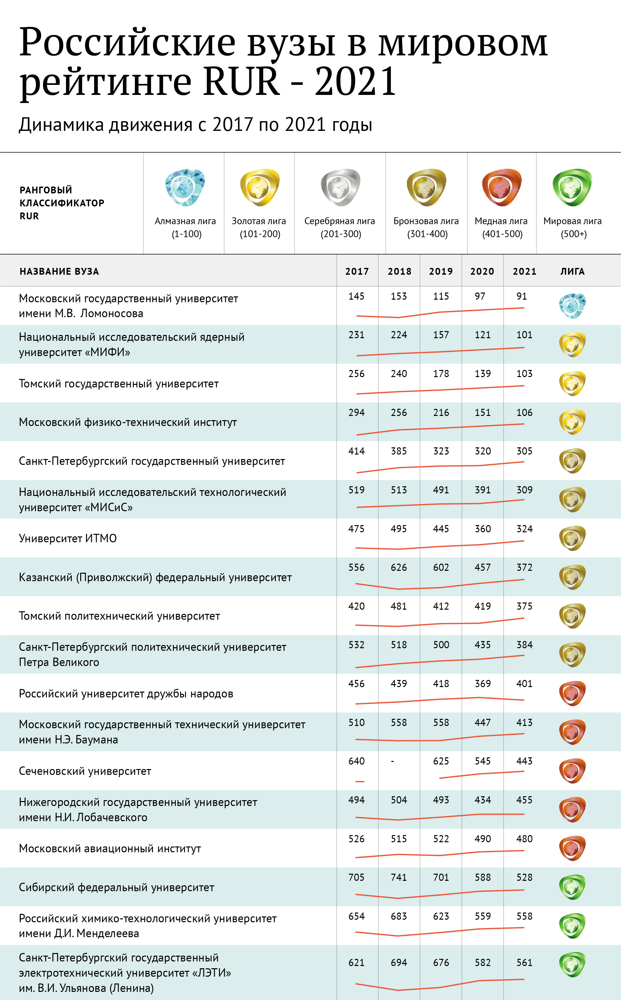 Российские вузы в мировом
рейтинге RUR - 2021
Динамика движения с 2017 по 2021 годы
РАНГОВЫЙ
КЛАССИФИКАТОР
RUR
Алмазная лига
(1-100)
Золотая лига
(101-200)
Серебряная лига
(201-300)
Бронзовая лига
(301-400)
Медная лига
(401-500)
Мировая лига
(500+)
НАЗВАНИЕ ВУЗА 2017 2018 2019 2020 2021 ЛИГА
Московский государственный университет
имени М.В. Ломоносова
145 153 115 97 91
Национальный исследовательский ядерный
университет «МИФИ»
231 224 157 121 101
Томский государственный университет
256 240 178 139 103
Московский физико-технический институт
294 256 216 151 106
Санкт-Петербургский государственный университет
414 385 323 320 305
Национальный исследовательский технологический
университет «МИСиС»
519 513 491 391 309
Университет ИТМО
475 495 445 360 324
Казанский (Приволжский) федеральный университет
556 626 602 457 372
Томский политехнический университет
420 481 412 419 375
Санкт-Петербургский политехнический университет
Петра Великого
532 518 500 435 384
Российский университет дружбы народов
456 439 418 369 401
Московский государственный технический университет
имени Н.Э. Баумана
510 558 558 447 413
Сеченовский университет
640 - 625 545 443
Нижегородский государственный университет
имени Н.И. Лобачевского
494 504 493 434 455
Московский авиационный институт
526 515 522 490 480
Сибирский федеральный университет
705 741 701 588 528
Российский химико-технологический университет
имени Д.И. Менделеева
654 683 623 559 558
Санкт-Петербургский государственный
электротехнический университет «ЛЭТИ»
им. В.И. Ульянова (Ленина)
621 694 676 582 561